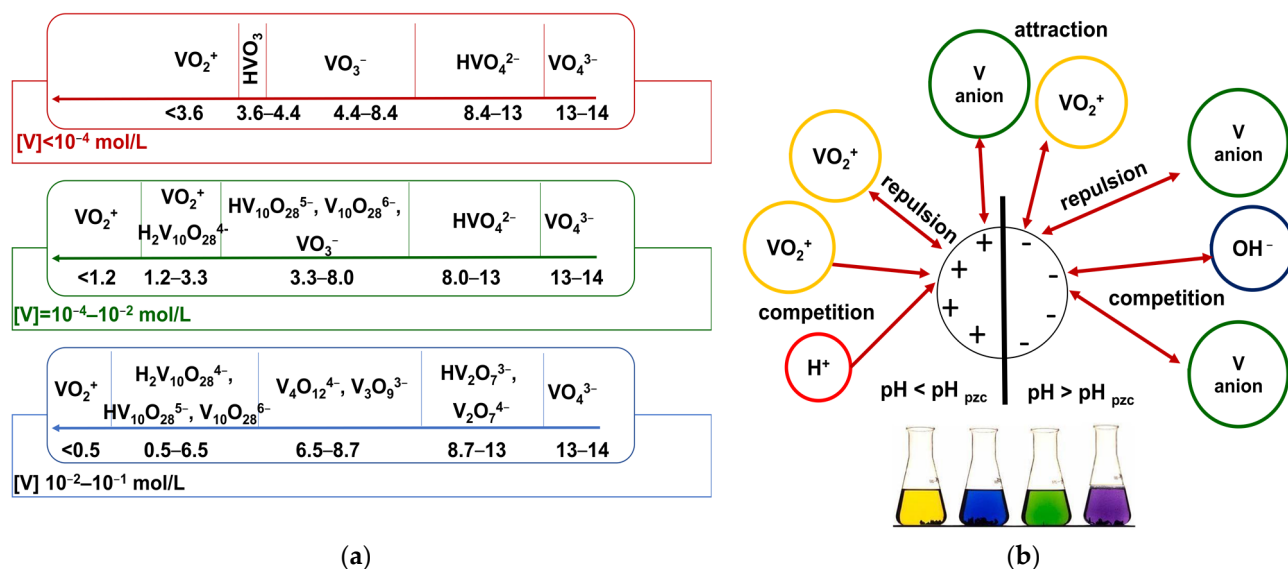 VO₂⁺
HVO₃
VO₃⁻
HVO₄²⁻
VO₄³⁻
<3.6
3.6–4.4
4.4–8.4
8.4–13
13–14
[V]<10⁻⁴ mol/L
VO₂⁺
VO₂⁺
H₂V₁₀O₂₈⁴⁻
HV₁₀O₂₈⁵⁻, V₁₀O₂₈⁶⁻,
VO₃⁻
HVO₄²⁻
VO₄³⁻
<1.2
1.2–3.3
3.3–8.0
8.0–13
13–14
[V]=10⁻⁴–10⁻² mol/L
VO₂⁺
H₂V₁₀O₂₈⁴⁻,
HV₁₀O₂₈⁵⁻, V₁₀O₂₈⁶⁻
V₄O₁₂⁴⁻, V₃O₉³⁻
HV₂O₇³⁻,
V₂O₇⁴⁻
VO₄³⁻
<0.5
0.5–6.5
6.5–8.7
8.7–13
13–14
[V] 10⁻²–10⁻¹ mol/L
(a)
attraction
V
anion
VO₂⁺
VO₂⁺
repulsion
repulsion
V
anion
VO₂⁺
OH⁻
competition
competition
H⁺
V
anion
+
+
+
+
-
-
-
-
pH < pH pzc
pH > pH pzc
(b)